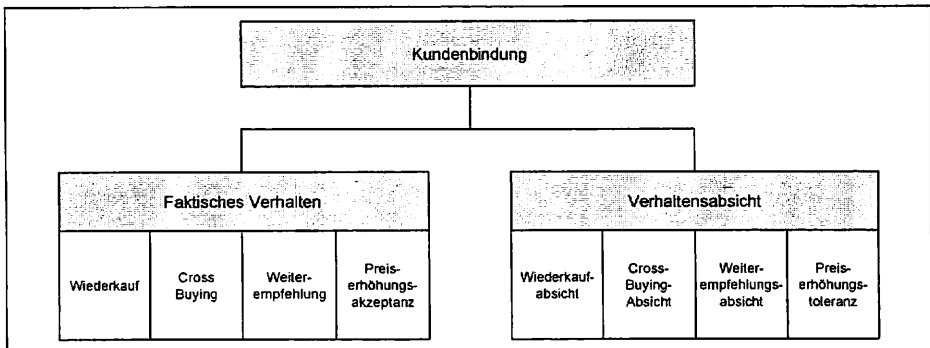 Kundenbindung
Faktisches Verhalten
Wiederkauf
Cross
Buying
Weiter-
empfehlung
Preis-
erhöhungs-
akzeptanz
Verhaltensabsicht
Wiederkauf-
absicht
Cross-
Buying-
Absicht
Weiter-
empfehlungs-
absicht
Preis-
erhöhungs-
toleranz